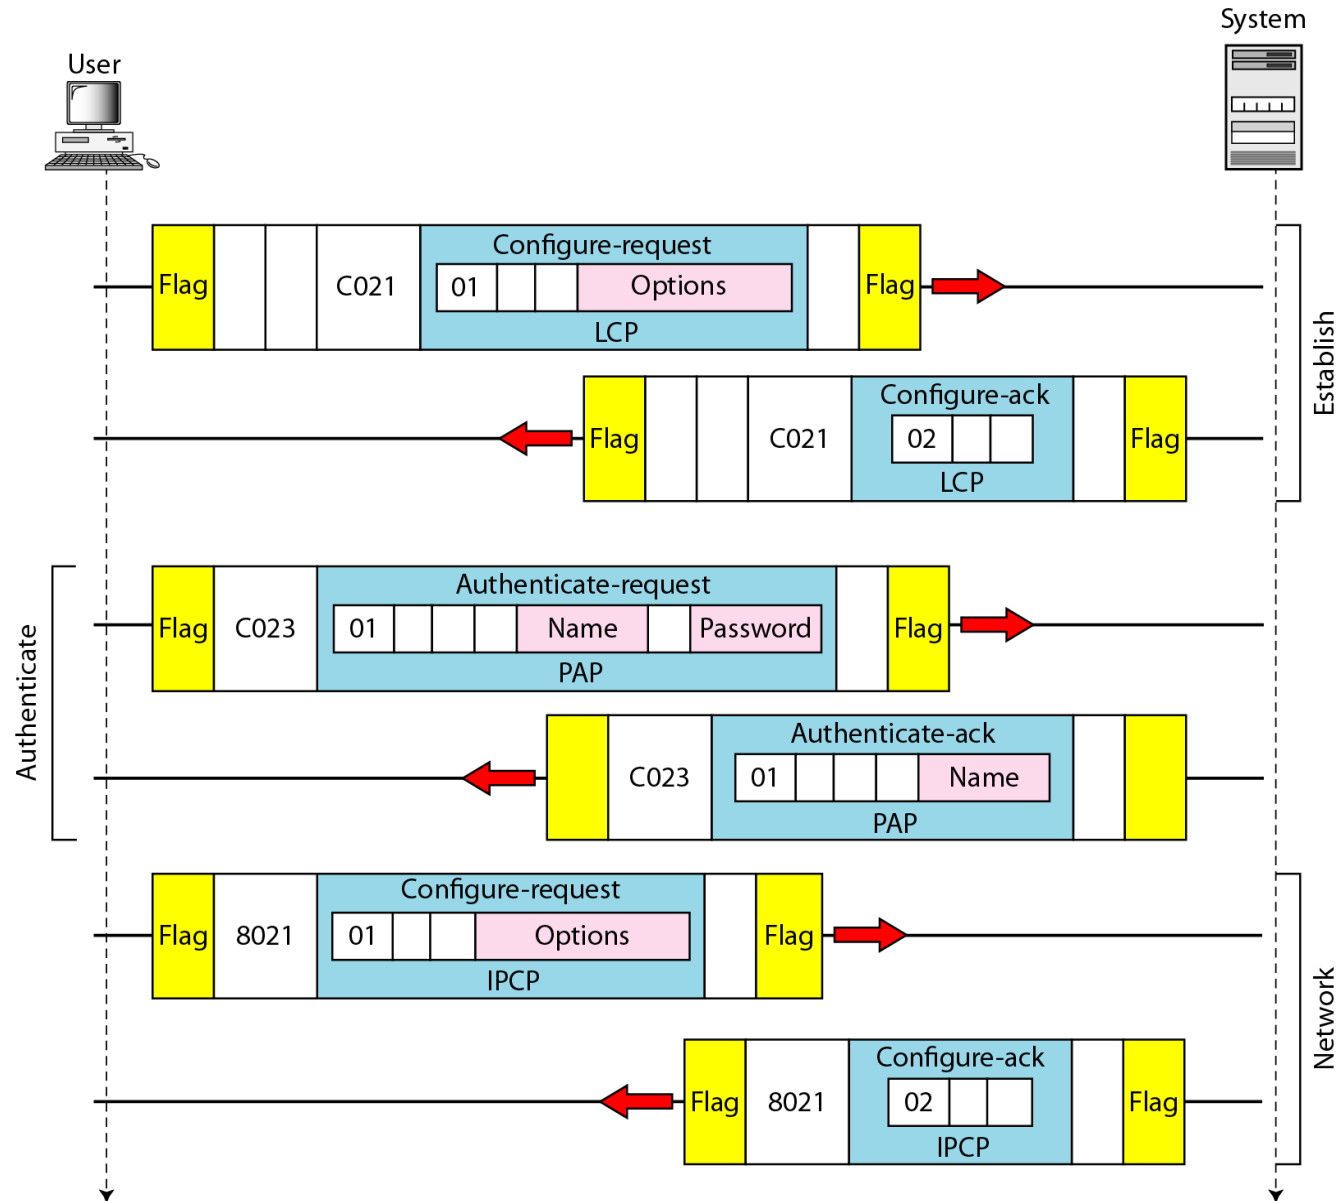 System
User
Configure-request
Flag C021 01 Options Flag
LCP
Establish
Configure-ack
Flag C021 02 Flag
LCP
Authenticate
Authenticate-request
Flag C023 01 Name Password Flag
PAP
Authenticate-ack
C023 01 Name
PAP
Configure-request
Flag 8021 01 Options Flag
IPCP
Network
Configure-ack
Flag 8021 02 Flag
IPCP